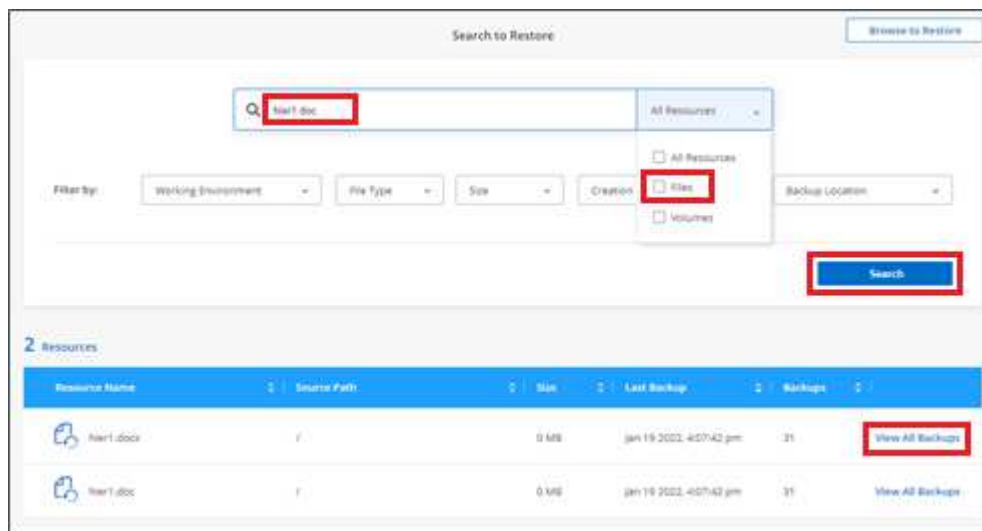 Search to Restore
Browse to Restore
hier1.doc
All Resources
All Resources
Filter by:
Working Environment
File Type
Size
Creation
Files
Backup Location
Volumes
Search
2 Resources
Resource Name
Source Path
Size
Last Backup
Backups
hier1.docx
/
0 MB
Jan 19 2022, 4:07:42 pm
31
View All Backups
hier1.doc
/
0 MB
Jan 19 2022, 4:07:42 pm
31
View All Backups